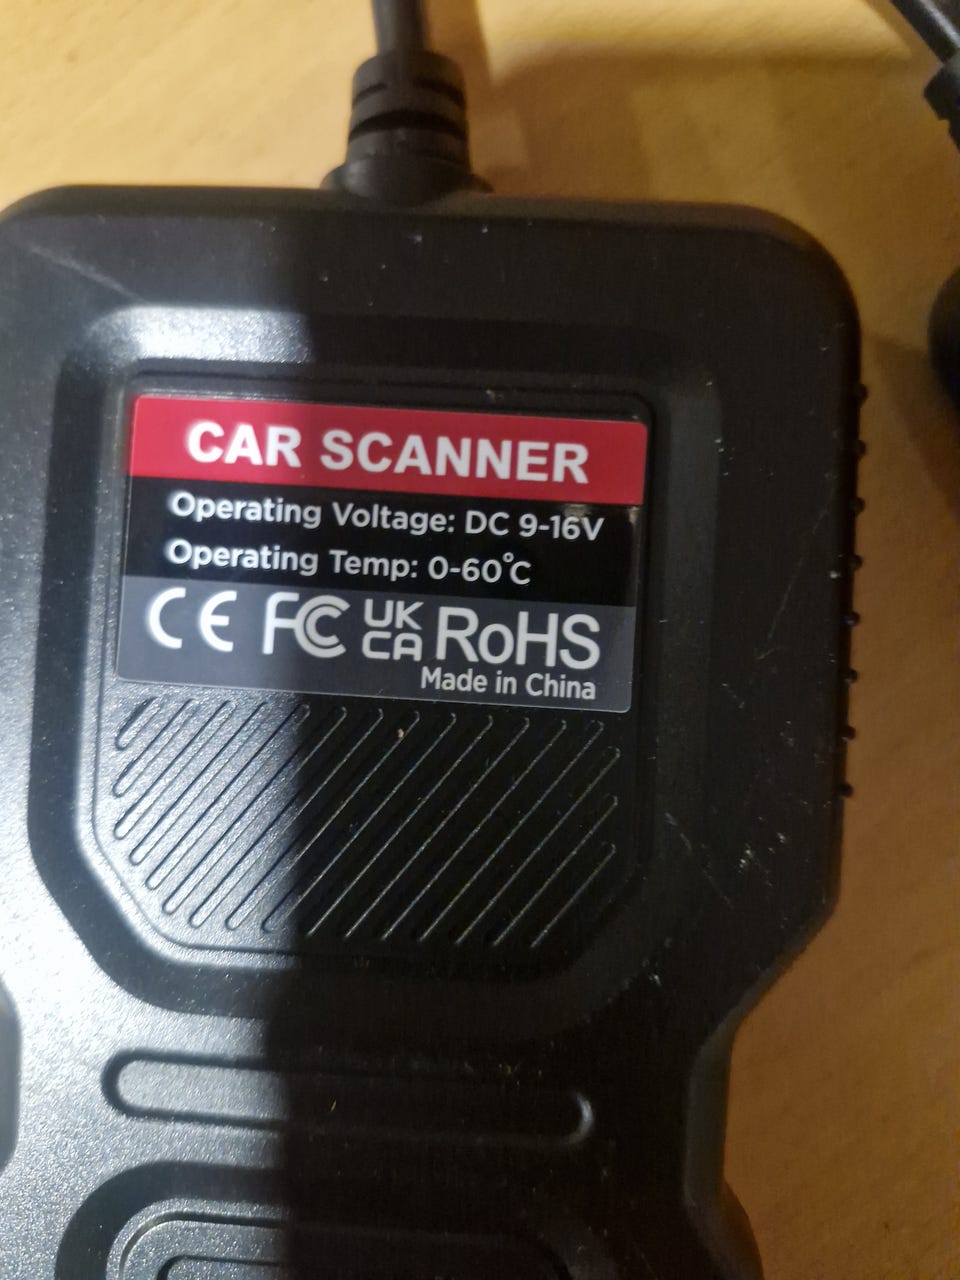 CAR SCANNER
Operating Voltage: DC 9-16V
Operating Temp: 0-60°C
CE FC UK CA RoHS
Made in China